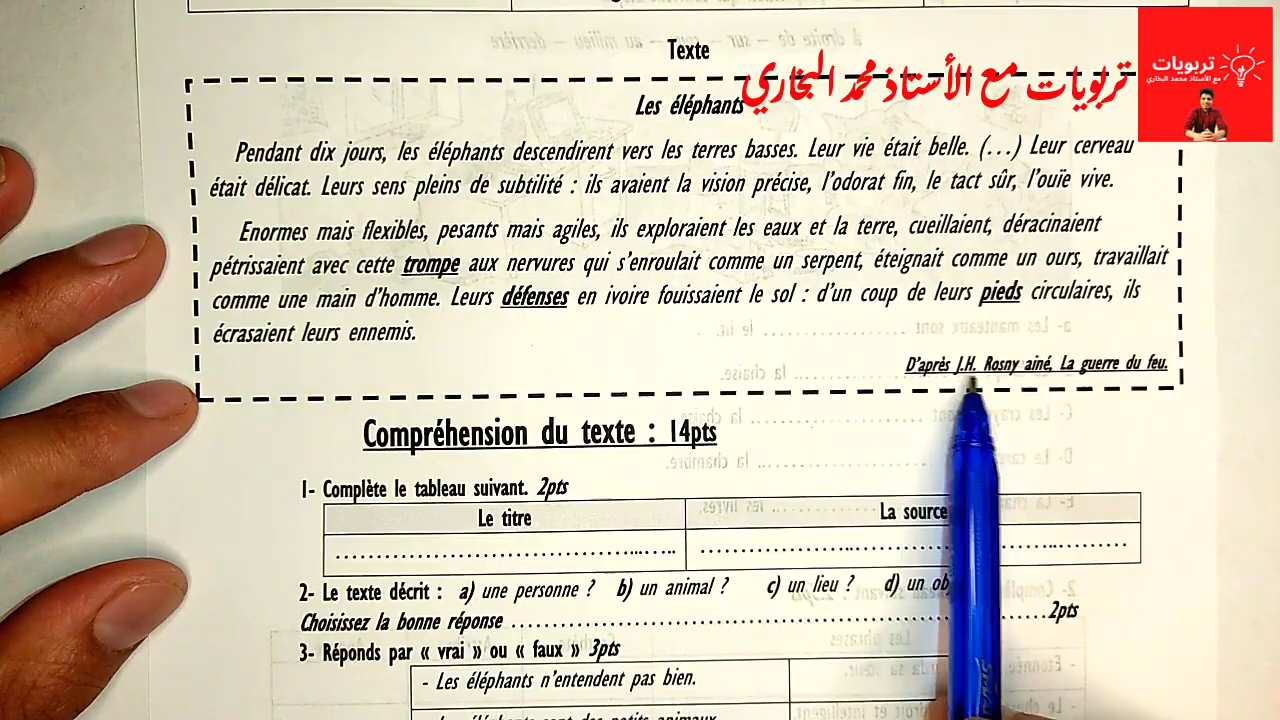 Texte
تربويات مع الأستاذ محمد البخاري
تربويات
مع الأستاذ محمد البخاري
Les éléphants
Pendant dix jours, les éléphants descendirent vers les terres basses. Leur vie était belle. (...) Leur cerveau
était délicat. Leurs sens pleins de subtilité : ils avaient la vision précise, l'odorat fin, le tact sûr, l'ouïe vive.
Enormes mais flexibles, pesants mais agiles, ils exploraient les eaux et la terre, cueillaient, déracinaient
pétrissaient avec cette trompe aux nervures qui s'enroulait comme un serpent, éteignait comme un ours, travaillait
comme une main d'homme. Leurs défenses en ivoire fouissaient le sol : d'un coup de leurs pieds circulaires, ils
écrasaient leurs ennemis.
D'après J.H. Rosny aîné, La guerre du feu.
Compréhension du texte : 14pts
1- Complète le tableau suivant. 2pts
Le titre
La source
2- Le texte décrit : a) une personne ? b) un animal ? c) un lieu ? d) un
Choisissez la bonne réponse ........................ 2pts
3- Réponds par « vrai » ou « faux » 3pts
- Les éléphants n'entendent pas bien.